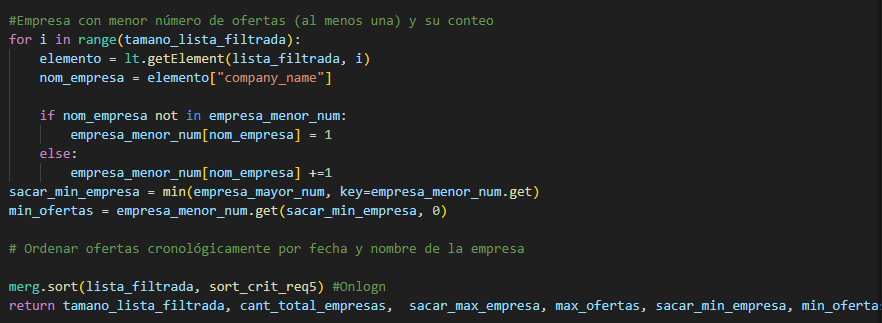 #Empresa con menor número de ofertas (al menos una) y su conteo
for i in range(tamano_lista_filtrada):
    elemento = lt.getElement(lista_filtrada, i)
    nom_empresa = elemento["company_name"]
    if nom_empresa not in empresa_menor_num:
        empresa_menor_num[nom_empresa] = 1
    else:
        empresa_menor_num[nom_empresa] +=1
sacar_min_empresa = min(empresa_mayor_num, key=empresa_menor_num.get)
min_ofertas = empresa_menor_num.get(sacar_min_empresa, 0)
# Ordenar ofertas cronológicamente por fecha y nombre de la empresa
merg.sort(lista_filtrada, sort_crit_req5) #Onlogn
return tamano_lista_filtrada, cant_total_empresas,  sacar_max_empresa, max_ofertas, sacar_min_empresa, min_oferta